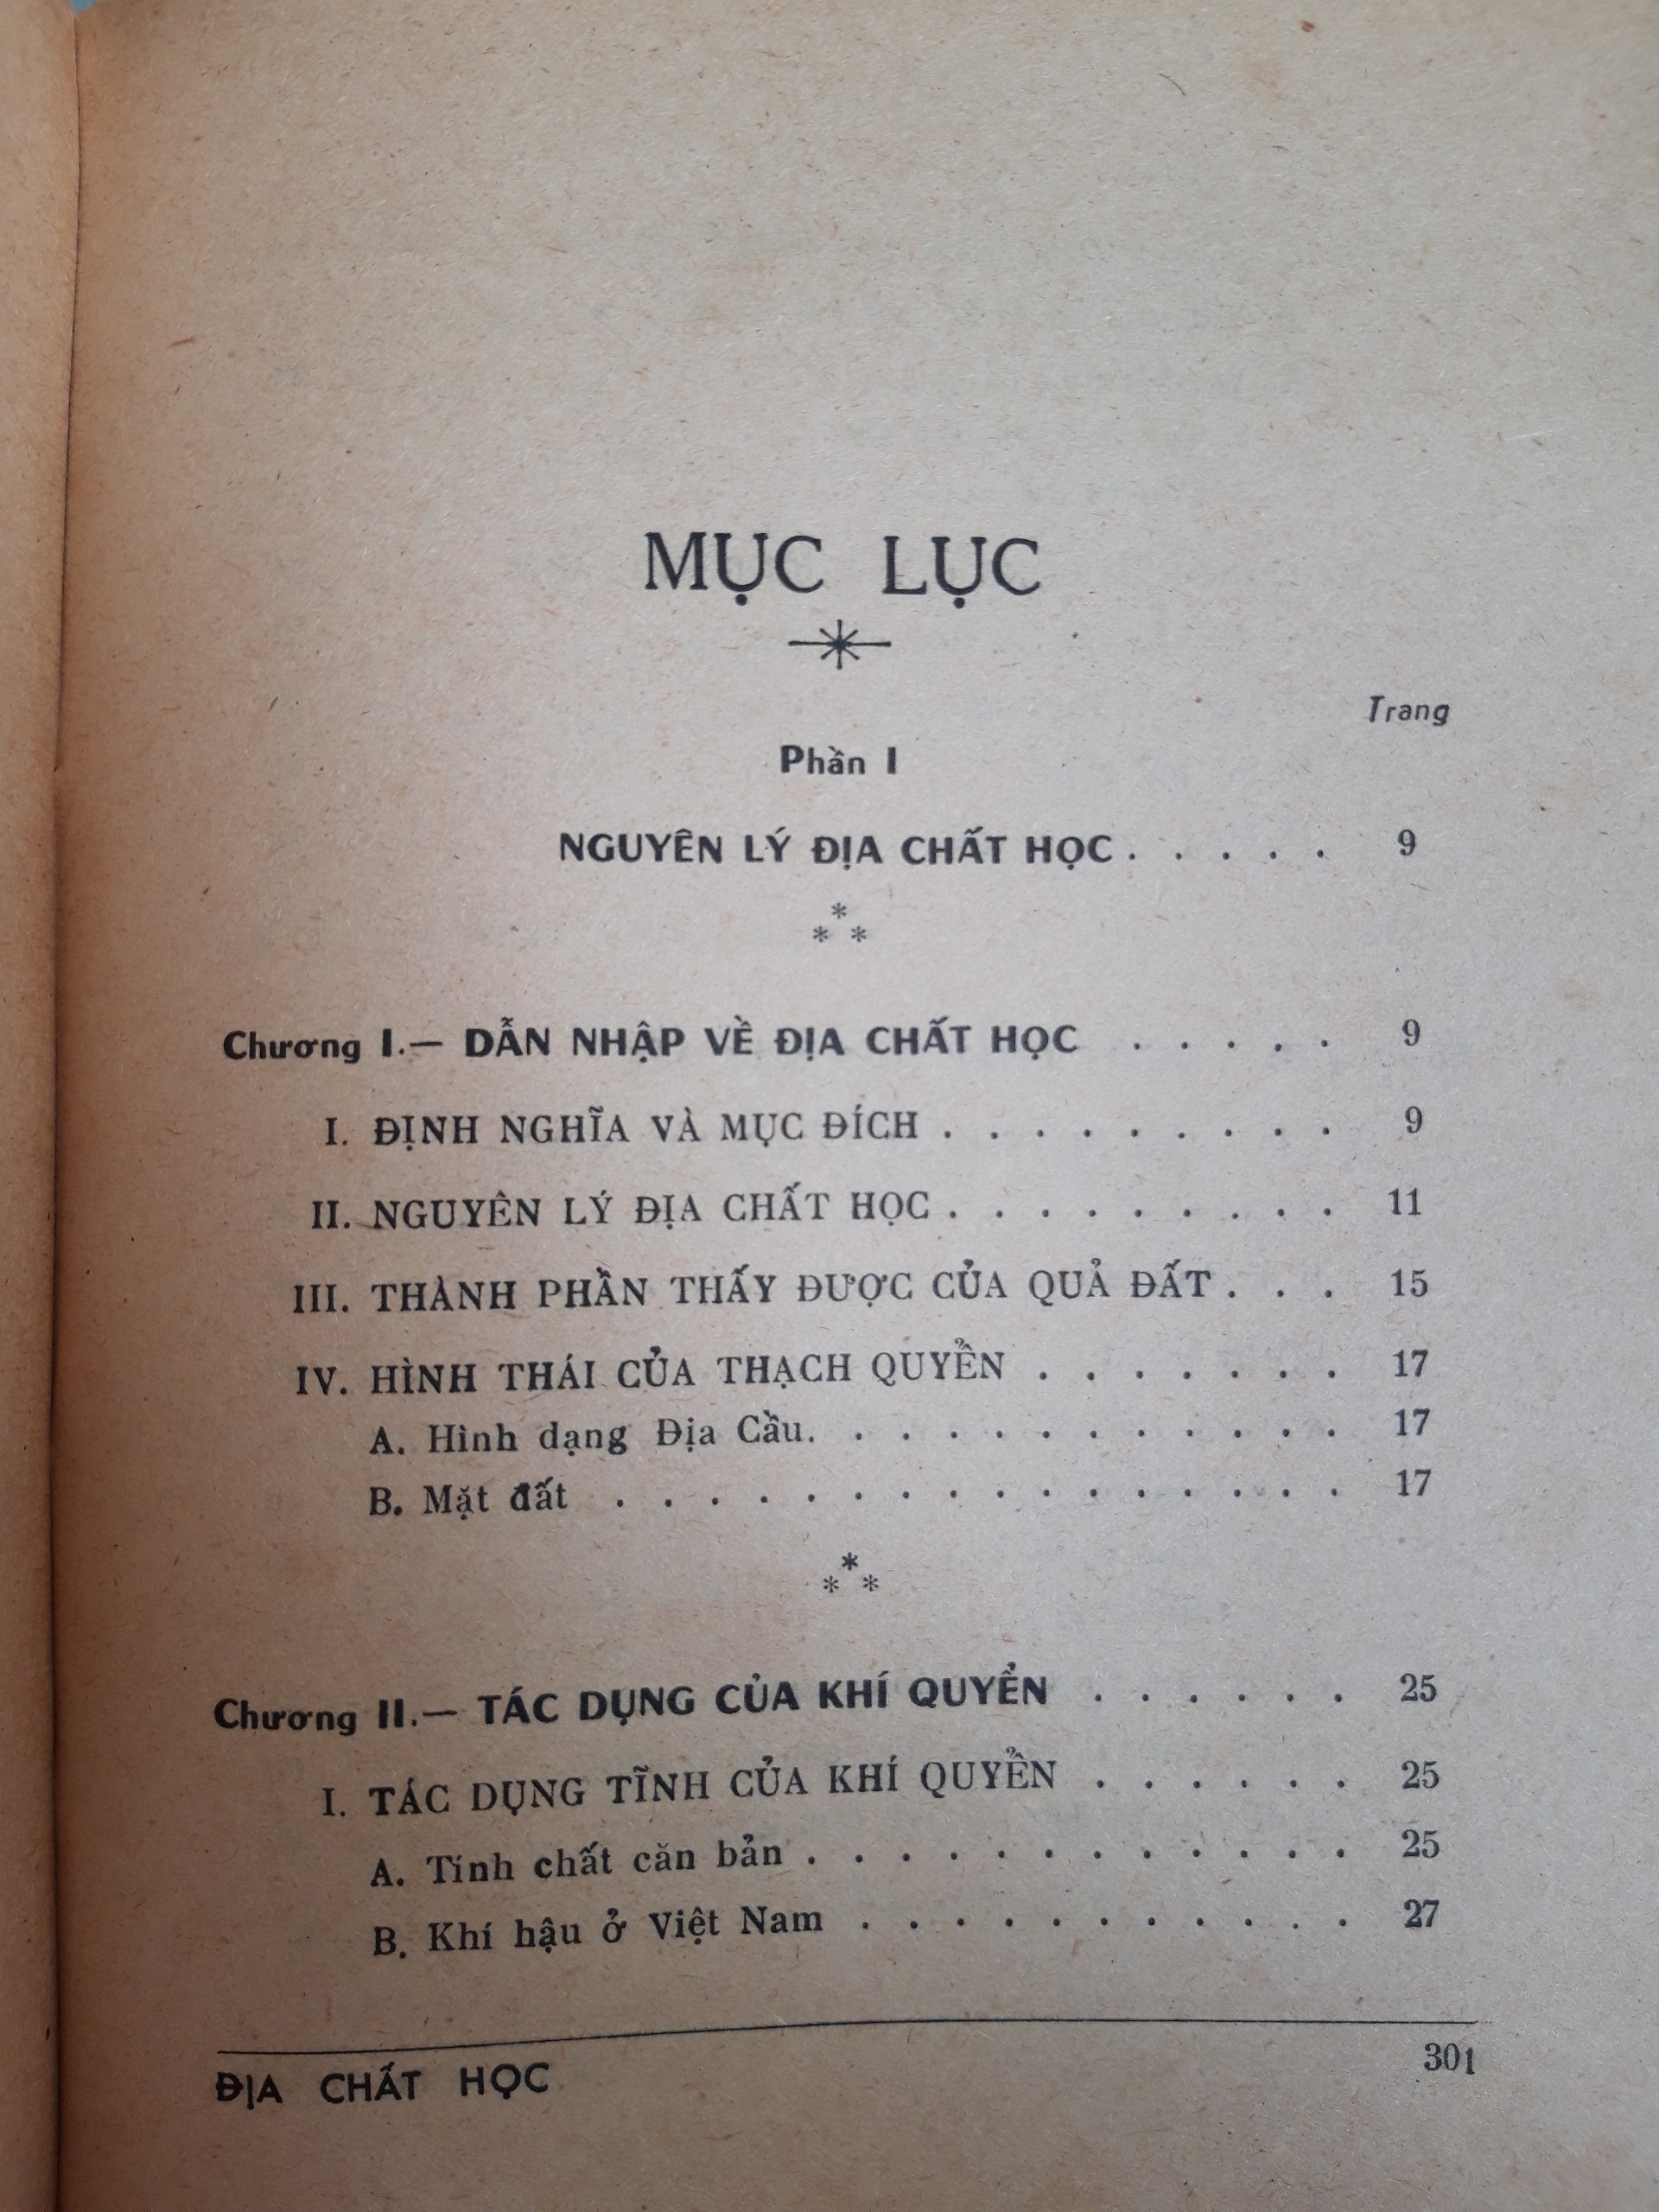 MỤC LỤC
Trang
Phần I
NGUYÊN LÝ ĐỊA CHẤT HỌC . . . . . 9
*
* *
Chương I.— DẪN NHẬP VỀ ĐỊA CHẤT HỌC . . . . . 9
I. ĐỊNH NGHĨA VÀ MỤC ĐÍCH . . . . . . . . . 9
II. NGUYÊN LÝ ĐỊA CHẤT HỌC . . . . . . . . . 11
III. THÀNH PHẦN THẤY ĐƯỢC CỦA QUẢ ĐẤT . . . 15
IV. HÌNH THÁI CỦA THẠCH QUYỂN . . . . . . . 17
A. Hình dạng Địa Cầu. . . . . . . . . . . . 17
B. Mặt đất . . . . . . . . . . . . . . . . 17
*
* *
Chương II.— TÁC DỤNG CỦA KHÍ QUYỂN . . . . . . 25
I. TÁC DỤNG TĨNH CỦA KHÍ QUYỂN . . . . . . 25
A. Tính chất căn bản . . . . . . . . . . . . 25
B. Khí hậu ở Việt Nam . . . . . . . . . . . 27
ĐỊA CHẤT HỌC 301